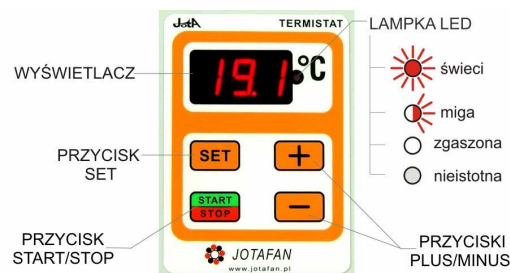 JotA
TERMISTAT
LAMPKA LED
WYŚWIETLACZ
19.1 °C
świeci
miga
zgaszona
nieistotna
PRZYCISK
SET
SET
+
START
STOP
−
PRZYCISK
START/STOP
PRZYCISKI
PLUS/MINUS
JOTAFAN
www.jotafan.pl